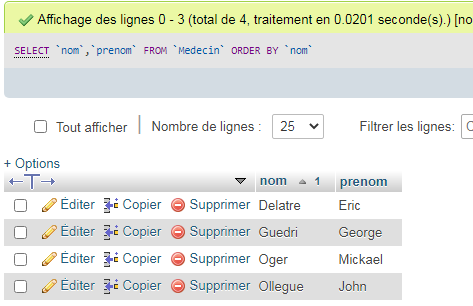 Affichage des lignes 0 - 3 (total de 4, traitement en 0.0201 seconde(s).) [no
SELECT `nom`,`prenom` FROM `Medecin` ORDER BY `nom`
Tout afficher Nombre de lignes : 25 Filtrer les lignes:
+ Options
←T→ nom 1 prenom
Éditer Copier Supprimer Delatre Eric
Éditer Copier Supprimer Guedri George
Éditer Copier Supprimer Oger Mickael
Éditer Copier Supprimer Ollegue John